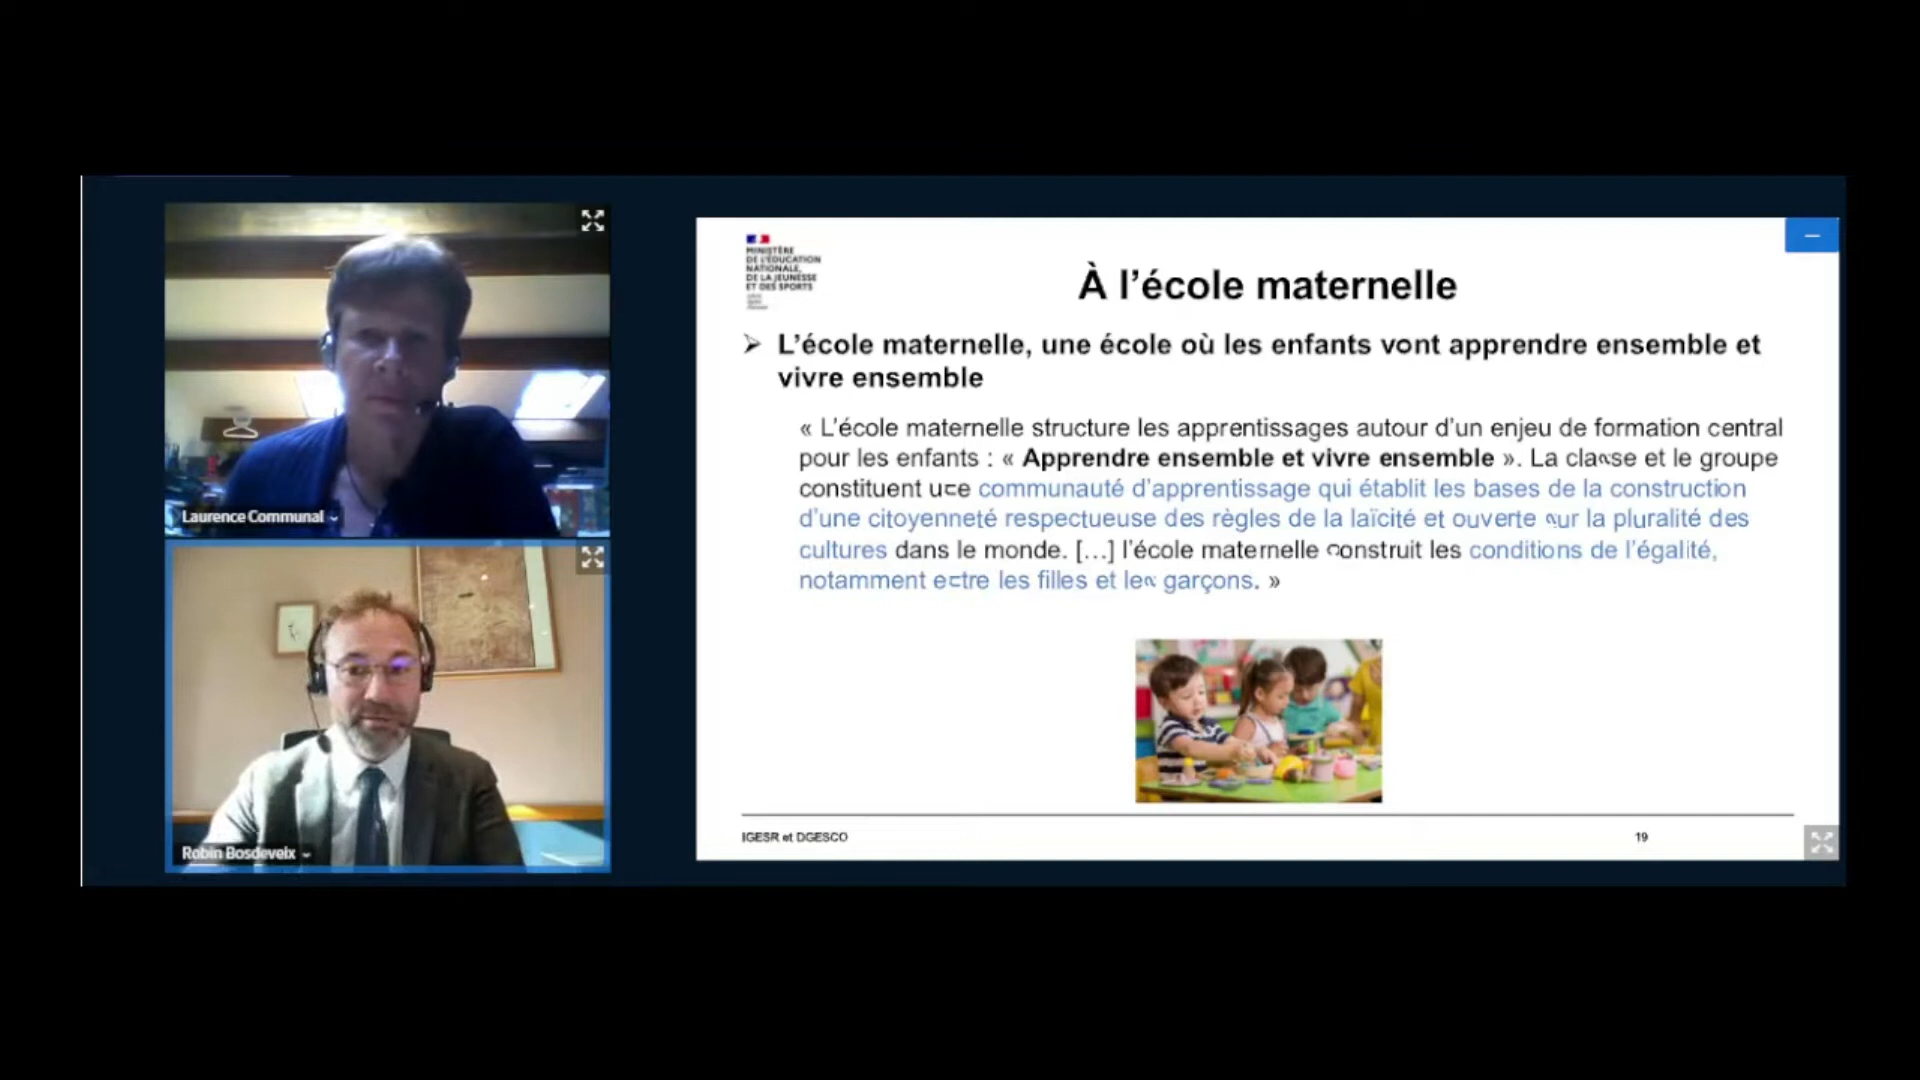 Laurence Communal
Robin Bosdeveix
MINISTÈRE
DE L'ÉDUCATION
NATIONALE,
DE LA JEUNESSE
ET DES SPORTS
À l'école maternelle
➢ L'école maternelle, une école où les enfants vont apprendre ensemble et
vivre ensemble
« L'école maternelle structure les apprentissages autour d'un enjeu de formation central
pour les enfants : « Apprendre ensemble et vivre ensemble ». La classe et le groupe
constituent une communauté d'apprentissage qui établit les bases de la construction
d'une citoyenneté respectueuse des règles de la laïcité et ouverte sur la pluralité des
cultures dans le monde. […] l'école maternelle construit les conditions de l'égalité,
notamment entre les filles et les garçons. »
IGESR et DGESCO
19